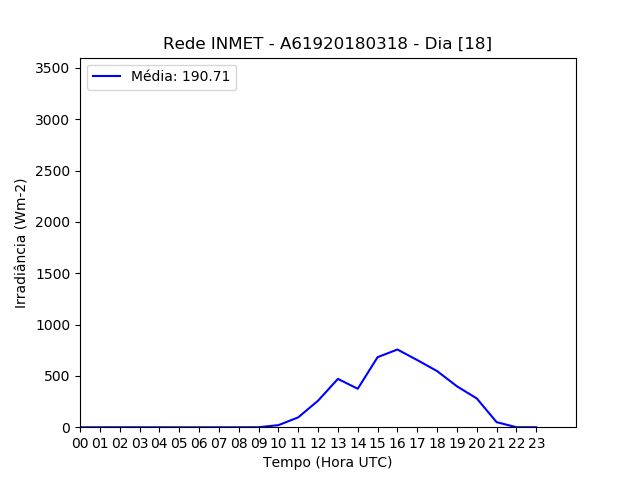 Rede INMET - A61920180318 - Dia [18]
Média: 190.71
3500
3000
2500
2000
1500
1000
500
0
Irradiância (Wm-2)
00 01 02 03 04 05 06 07 08 09 10 11 12 13 14 15 16 17 18 19 20 21 22 23
Tempo (Hora UTC)